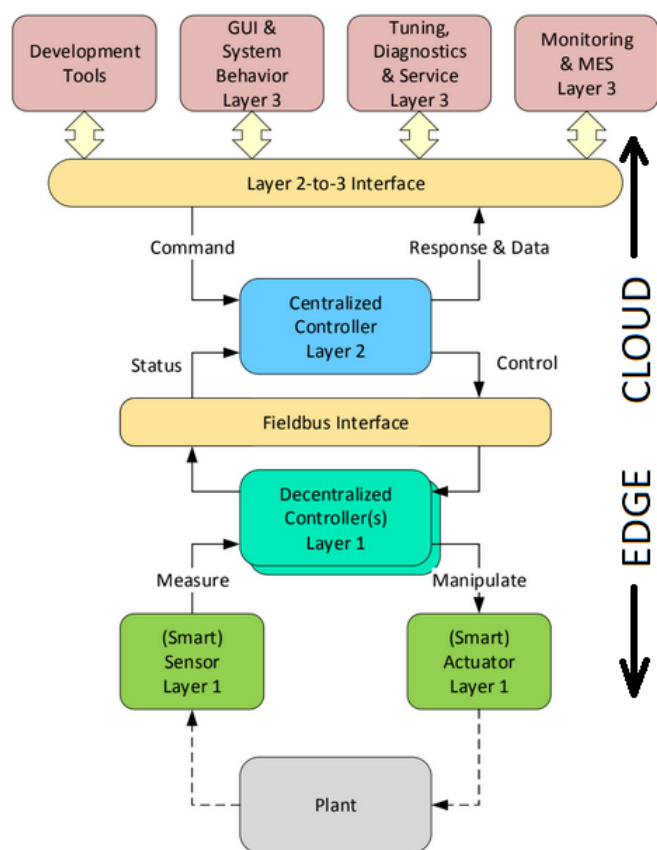 Development
Tools
GUI &
System
Behavior
Layer 3
Tuning,
Diagnostics
& Service
Layer 3
Monitoring
& MES
Layer 3
Layer 2-to-3 Interface
Command
Response & Data
Centralized
Controller
Layer 2
Status
Control
Fieldbus Interface
Decentralized
Controller(s)
Layer 1
Measure
Manipulate
(Smart)
Sensor
Layer 1
(Smart)
Actuator
Layer 1
Plant
CLOUD
EDGE